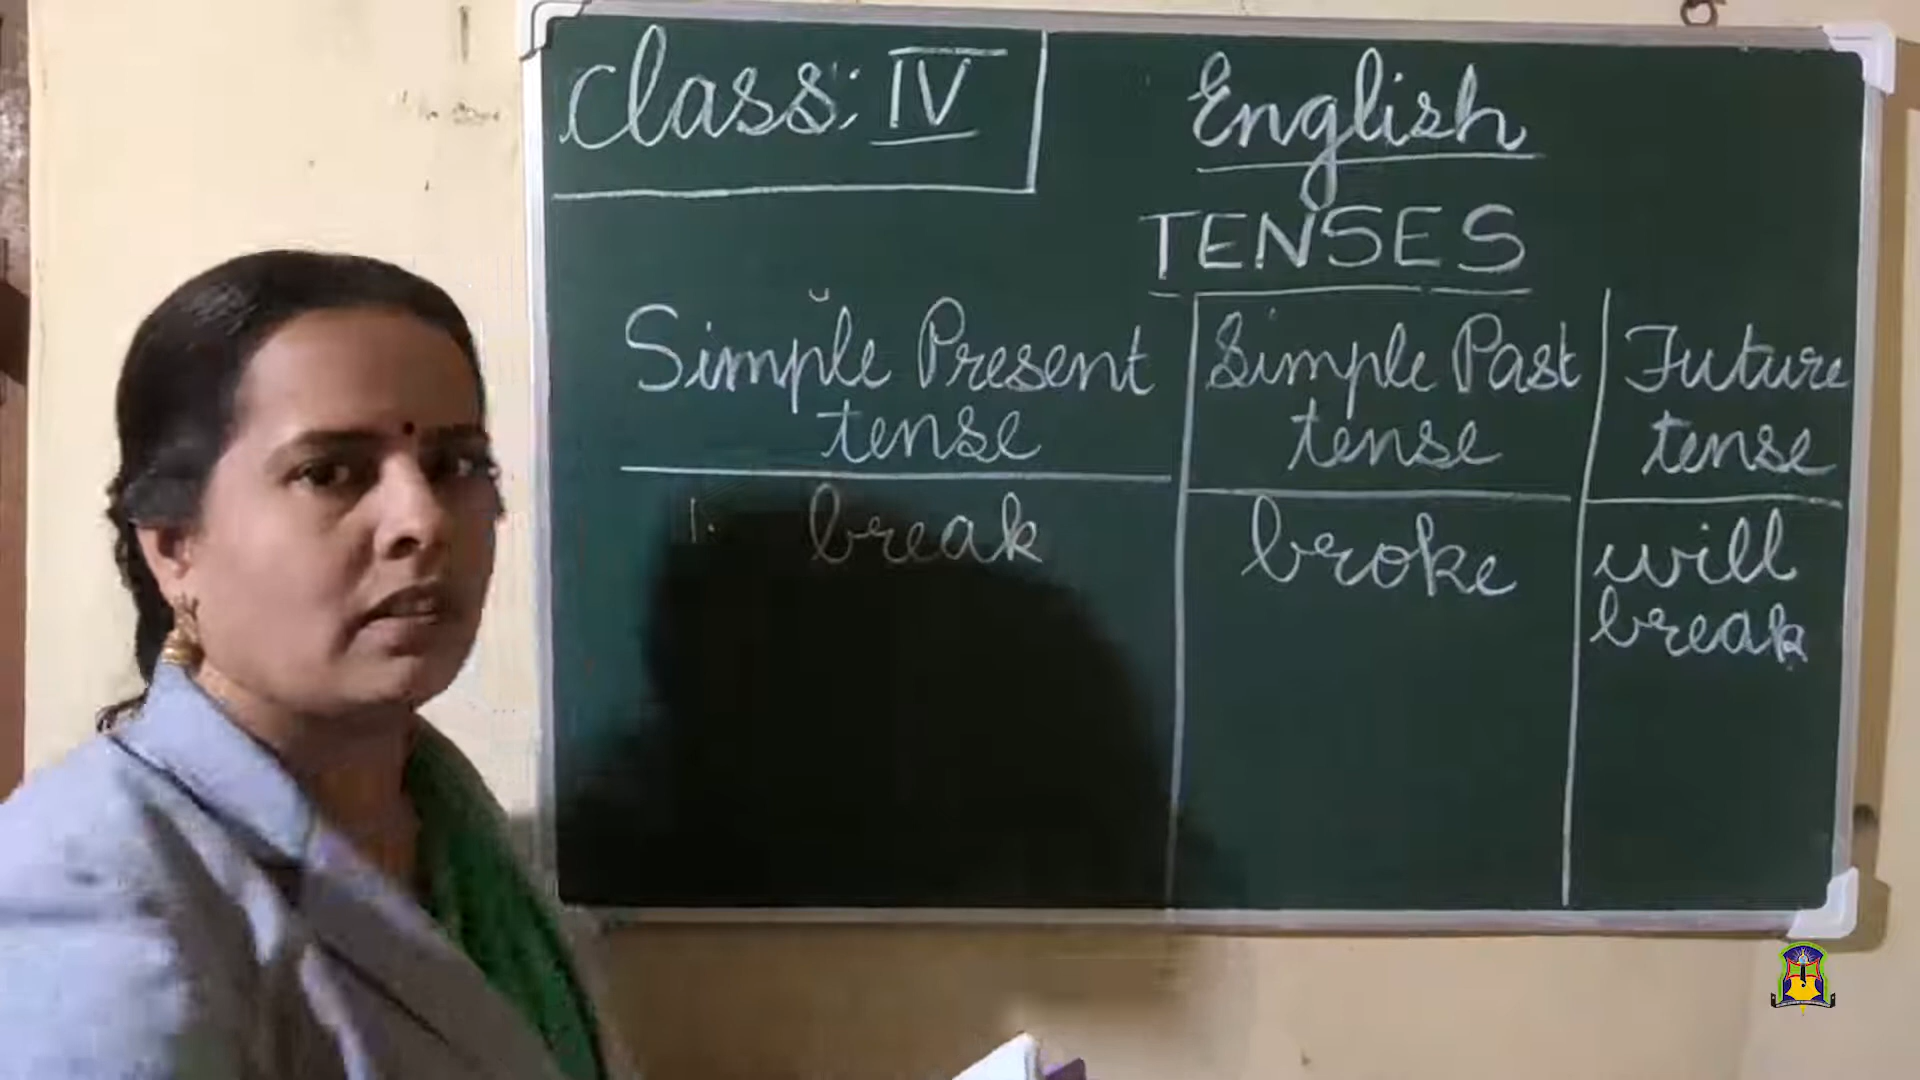 Class: IV
English
TENSES
Simple Present tense
Simple Past tense
Future tense
1. break
broke
will break